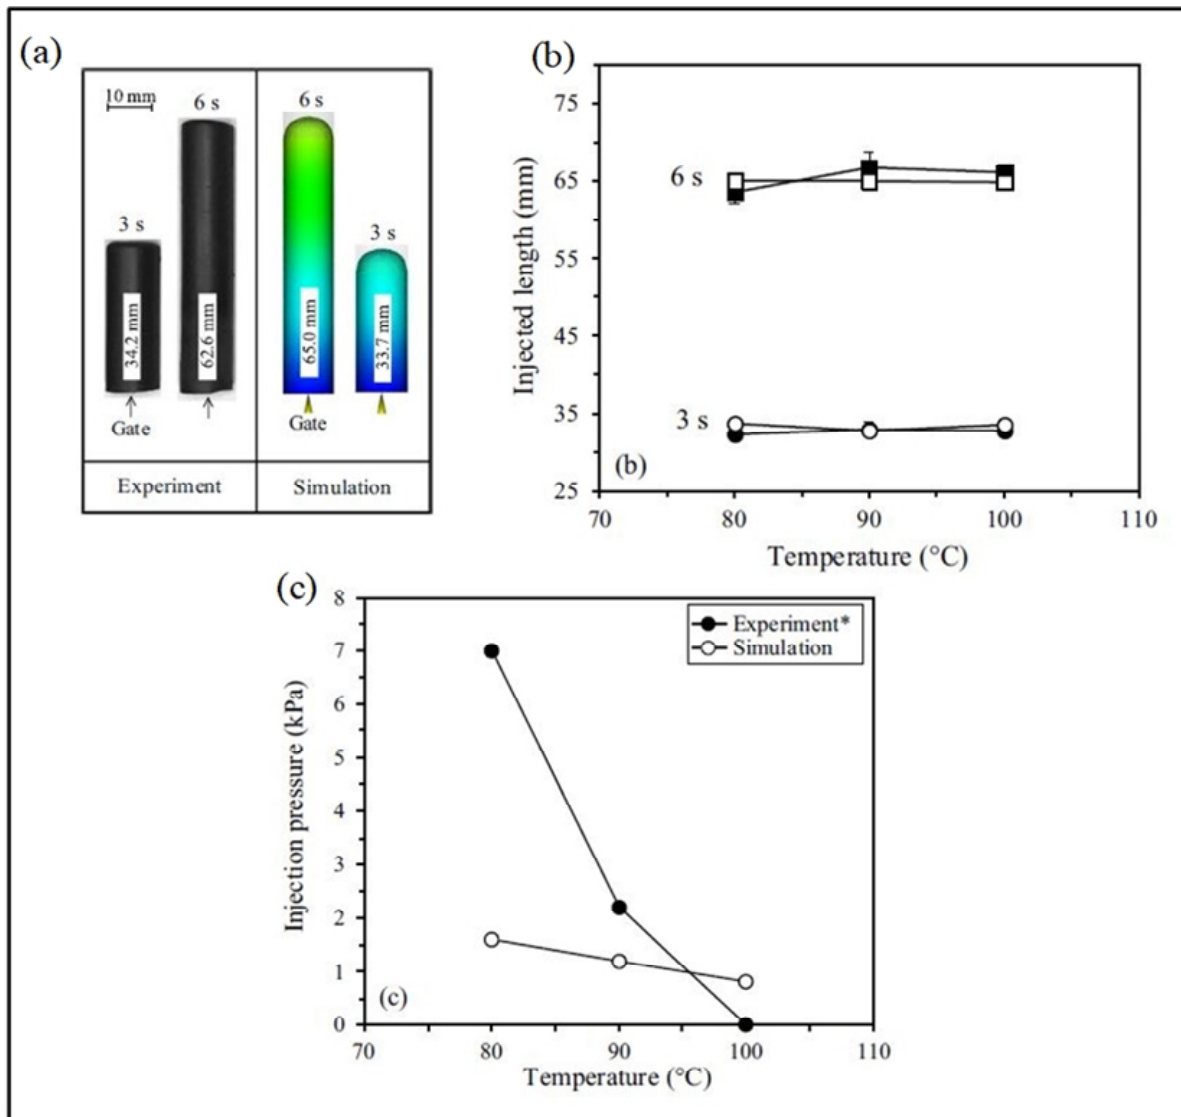 (a)
10 mm
6 s
3 s
34.2 mm
62.6 mm
Gate
6 s
3 s
65.0 mm
33.7 mm
Gate
Experiment
Simulation
(b)
75
65
55
45
35
25
Injected length (mm)
6 s
3 s
(b)
70 80 90 100 110
Temperature (°C)
(c)
8
7
6
5
4
3
2
1
0
Injection pressure (kPa)
Experiment*
Simulation
(c)
70 80 90 100 110
Temperature (°C)